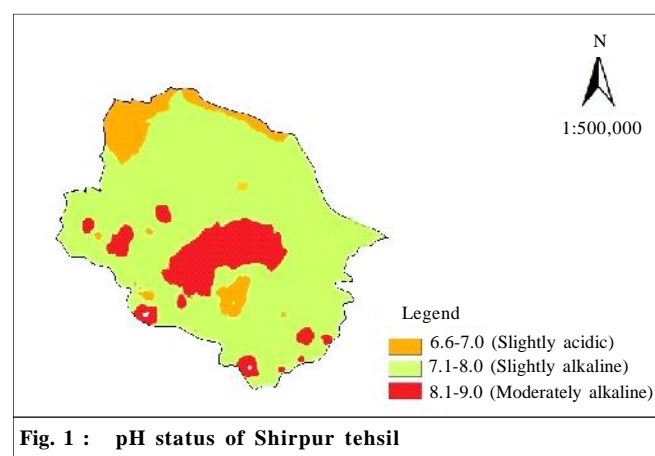 N
1:500,000
Legend
6.6-7.0 (Slightly acidic)
7.1-8.0 (Slightly alkaline)
8.1-9.0 (Moderately alkaline)
Fig. 1 : pH status of Shirpur tehsil